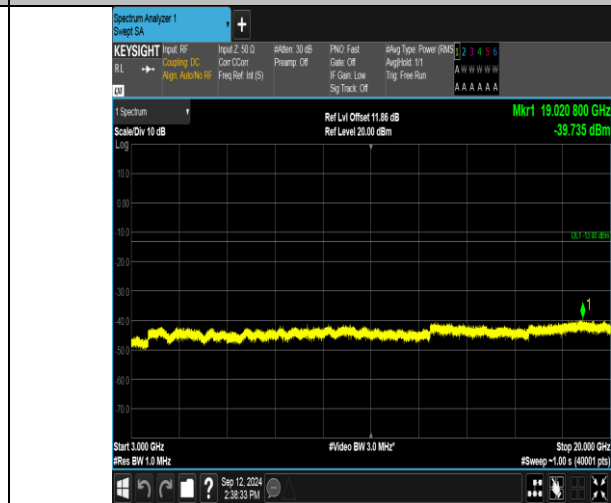 Spectrum Analyzer 1
Swept SA
+
KEYSIGHT
RL
Input: RF
Coupling: DC
Align: Auto/No RF
Input Z: 50 Ω
Corr CCorr
Freq Ref: Int (S)
#Atten: 30 dB
Preamp: Off
PNO: Fast
Gate: Off
IF Gain: Low
Sig Track: Off
#Avg Type: Power (RMS
Avg|Hold: 1/1
Trig: Free Run
1 2 3 4 5 6
A W W W W W
A A A A A A
1 Spectrum
Scale/Div 10 dB
Log
Ref Lvl Offset 11.86 dB
Ref Level 20.00 dBm
Mkr1 19.020 800 GHz
-39.735 dBm
10.0
0.00
-10.0
DL1 -13.00 dBm
-20.0
-30.0
1
-40.0
-50.0
-60.0
-70.0
Start 3.000 GHz
#Res BW 1.0 MHz
#Video BW 3.0 MHz*
Stop 20.000 GHz
#Sweep ~1.00 s (40001 pts)
?
Sep 12, 2024
2:38:33 PM